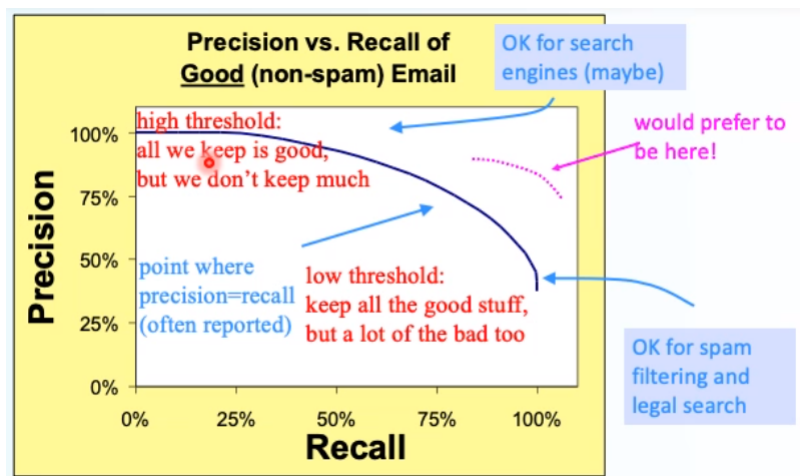 Precision vs. Recall of
Good (non-spam) Email
OK for search
engines (maybe)
would prefer to
be here!
high threshold:
all we keep is good,
but we don't keep much
point where
precision=recall
(often reported)
low threshold:
keep all the good stuff,
but a lot of the bad too
OK for spam
filtering and
legal search
Precision
100%
75%
50%
25%
0%
0% 25% 50% 75% 100%
Recall